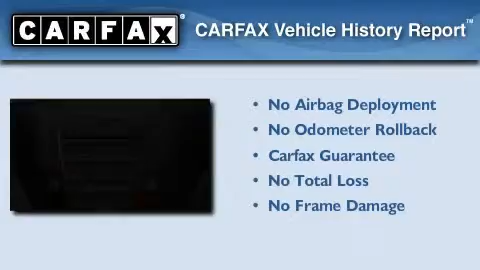 CARFAX®
CARFAX Vehicle History Report™
• No Airbag Deployment
• No Odometer Rollback
• Carfax Guarantee
• No Total Loss
• No Frame Damage